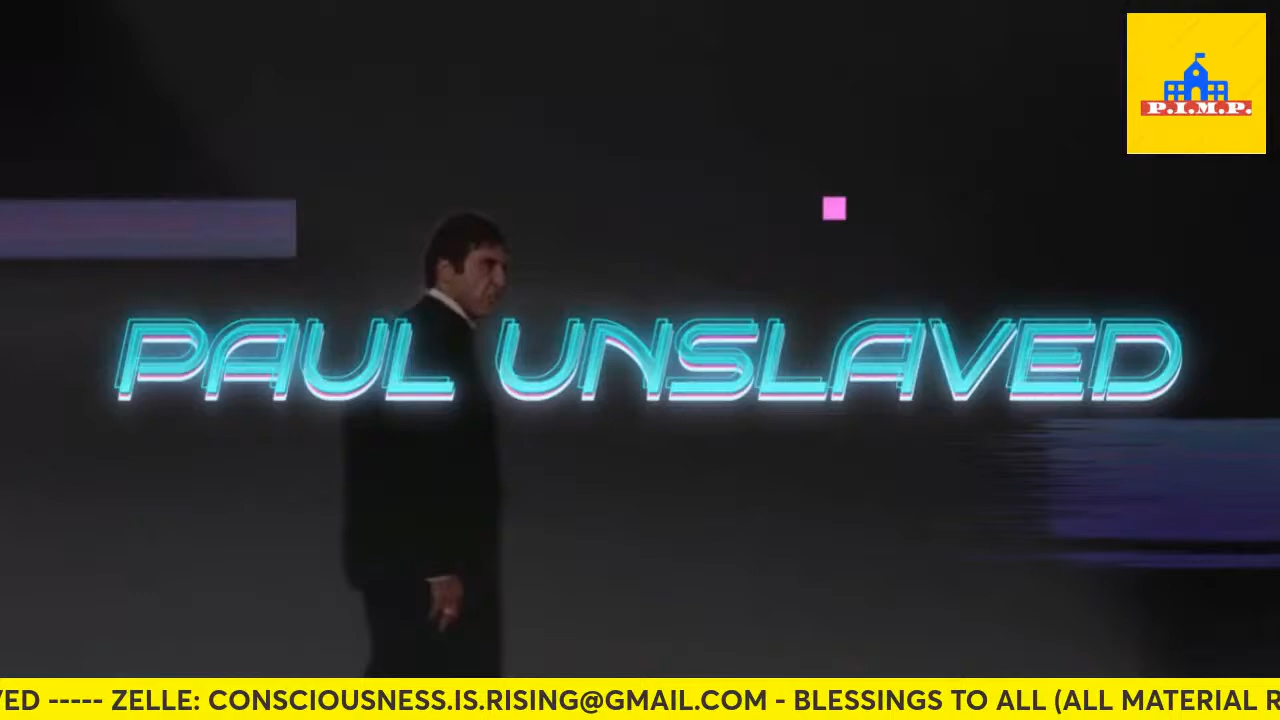 P.I.M.P.
PAUL UNSLAVED
VED ----- ZELLE: CONSCIOUSNESS.IS.RISING@GMAIL.COM - BLESSINGS TO ALL (ALL MATERIAL R